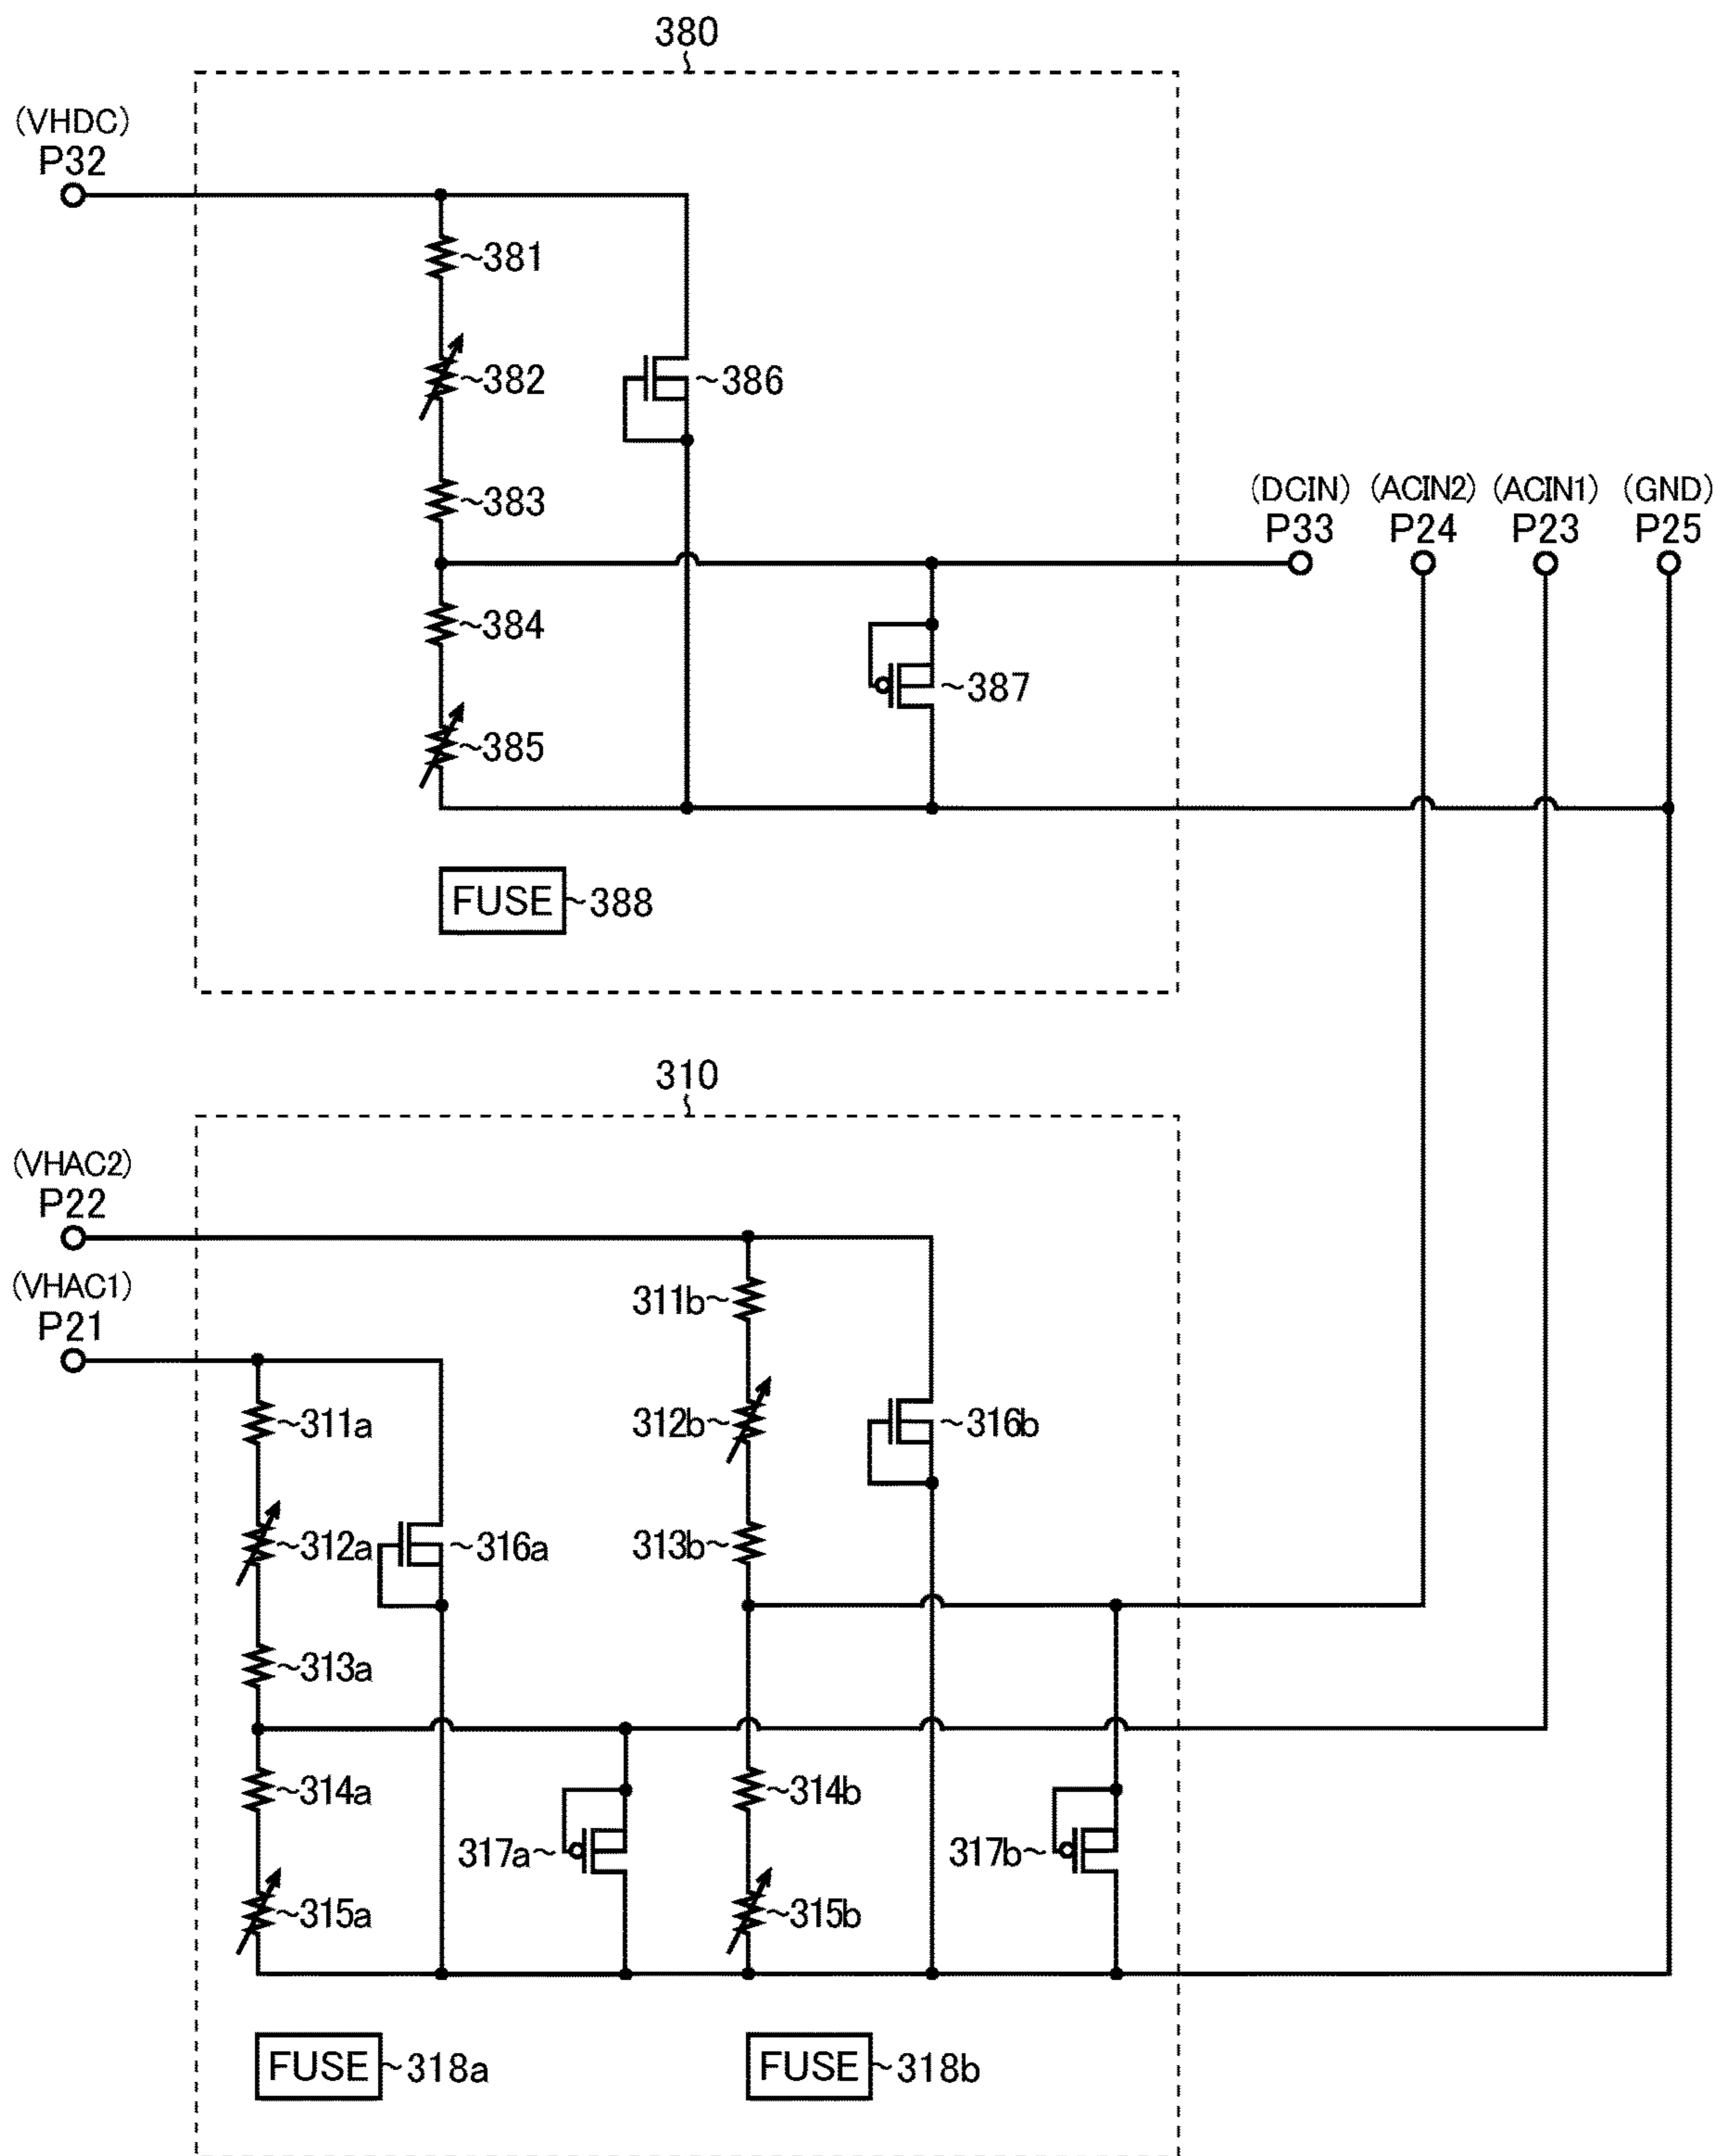 380
(VHDC)
P32
381
382
386
383
(DCIN) (ACIN2) (ACIN1) (GND)
P33 P24 P23 P25
384
387
385
FUSE 388
310
(VHAC2)
P22
(VHAC1)
P21
311b
311a
312b
316b
312a
316a
313b
313a
314a
314b
317a
317b
315a
315b
FUSE 318a
FUSE 318b